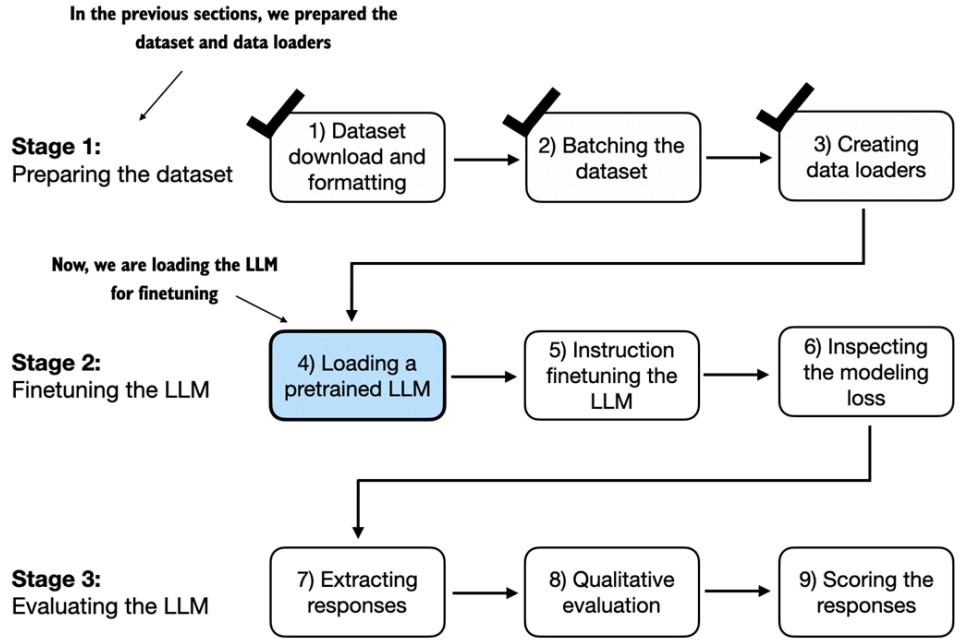 In the previous sections, we prepared the
dataset and data loaders
Stage 1:
Preparing the dataset
1) Dataset
download and
formatting
2) Batching the
dataset
3) Creating
data loaders
Now, we are loading the LLM
for finetuning
Stage 2:
Finetuning the LLM
4) Loading a
pretrained LLM
5) Instruction
finetuning the
LLM
6) Inspecting
the modeling
loss
Stage 3:
Evaluating the LLM
7) Extracting
responses
8) Qualitative
evaluation
9) Scoring the
responses